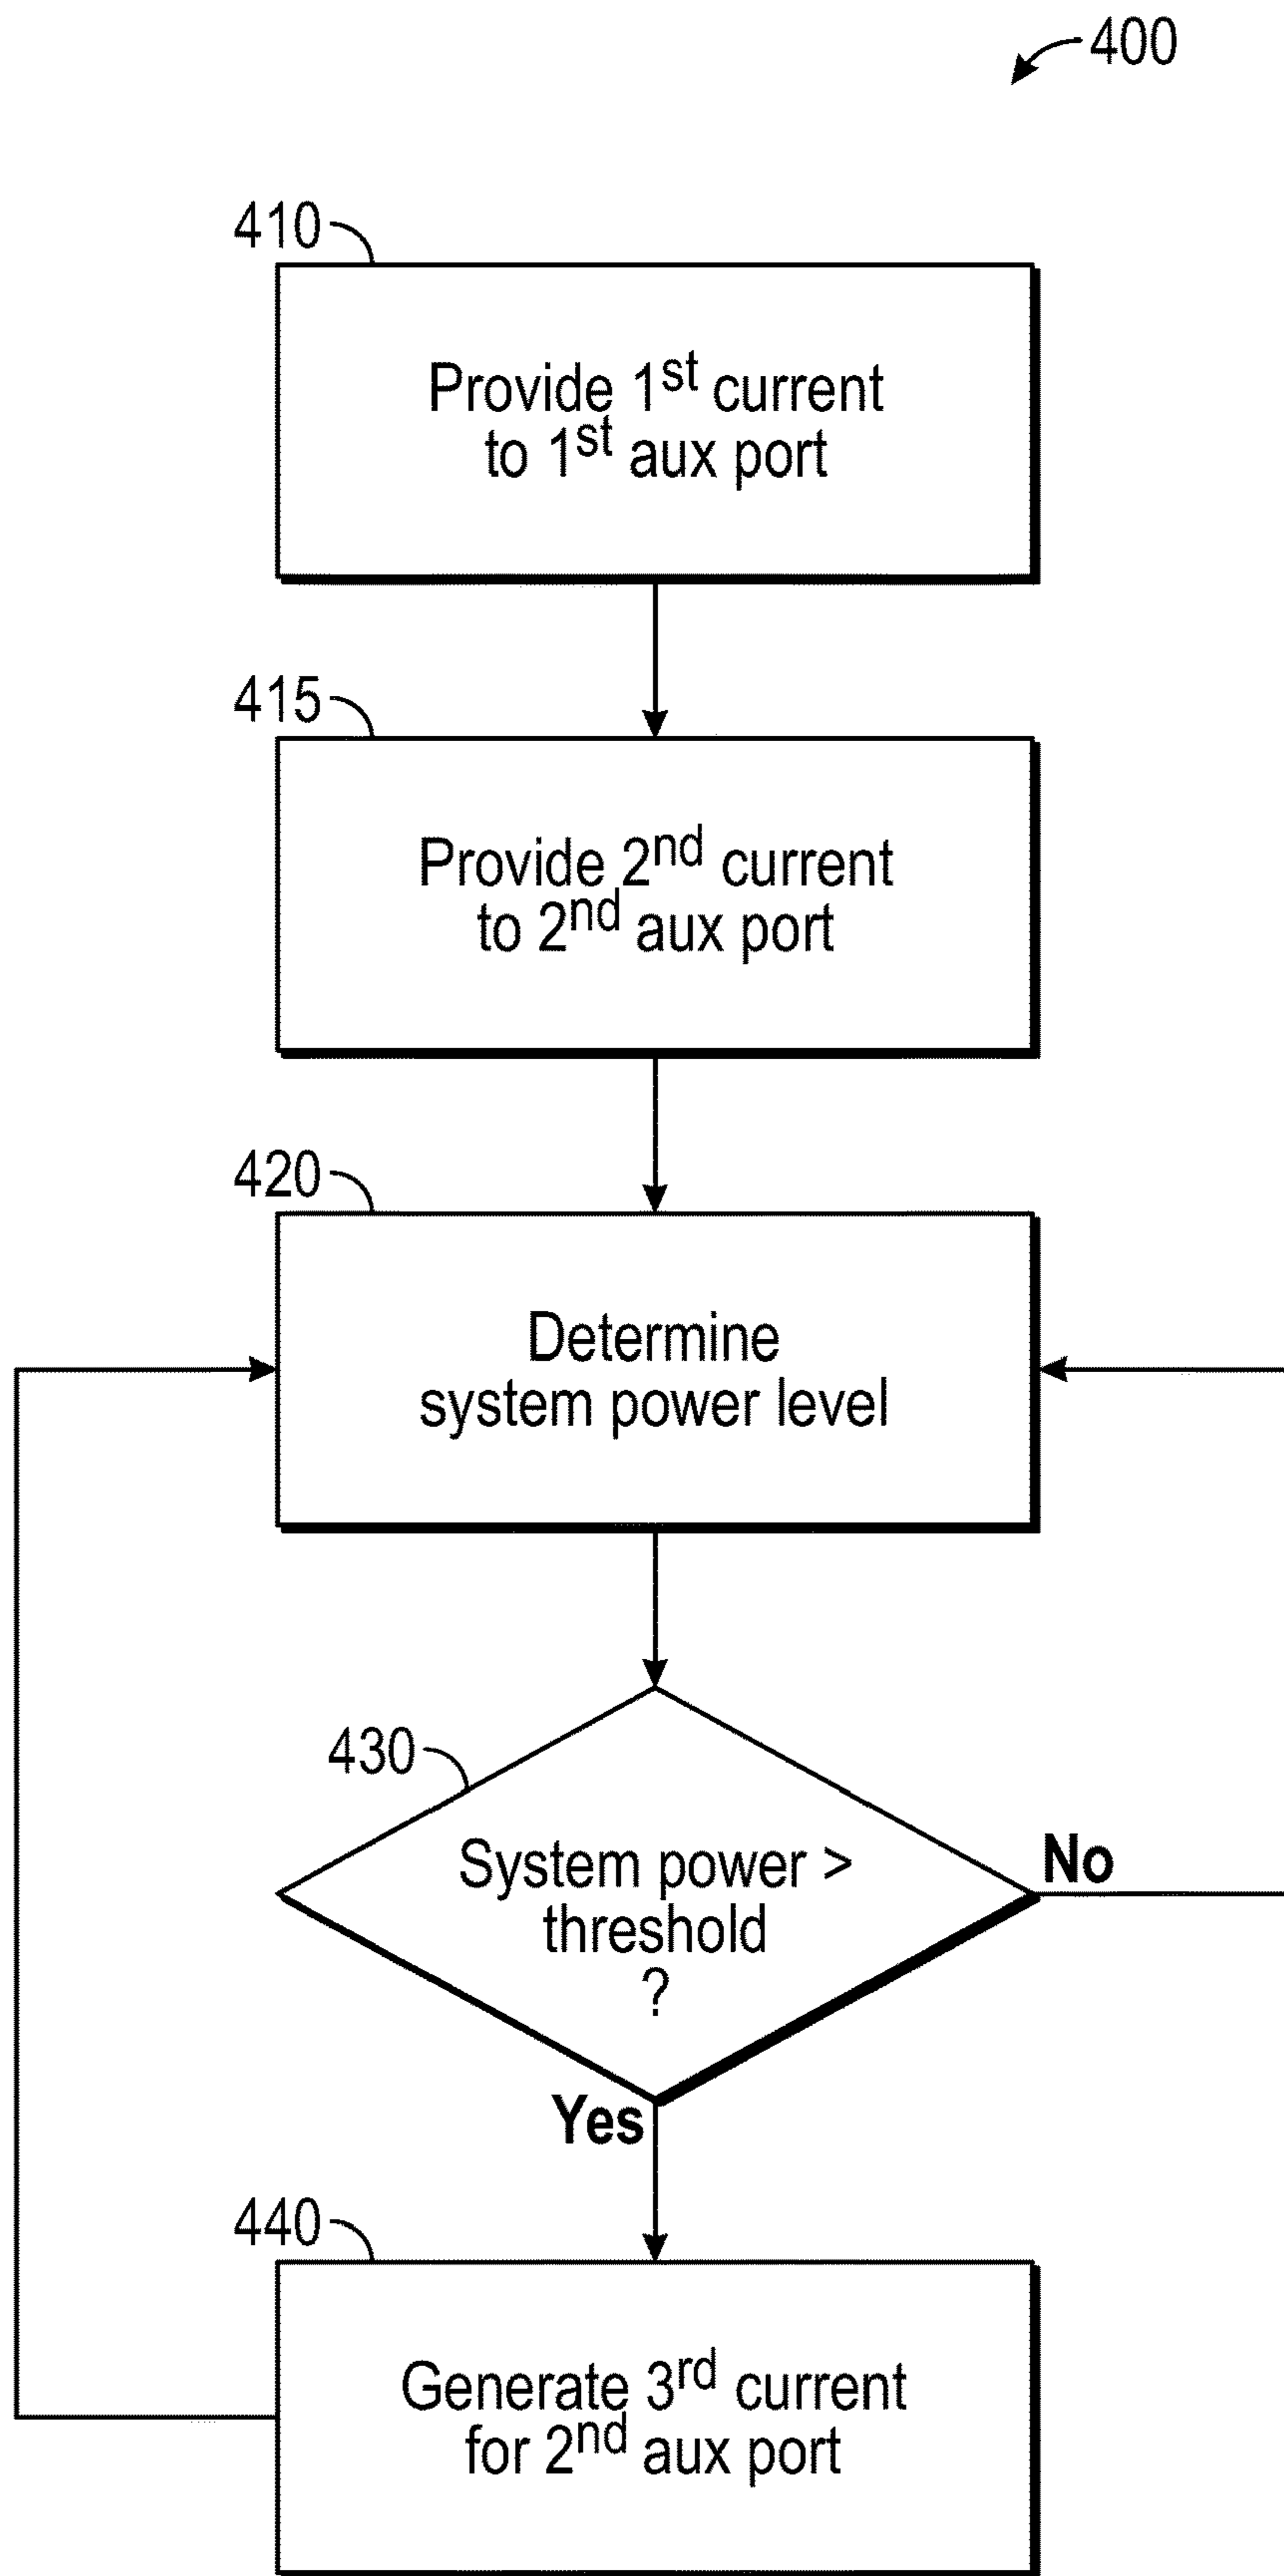 400
410
Provide 1st current
to 1st aux port
415
Provide 2nd current
to 2nd aux port
420
Determine
system power level
430
System power >
threshold
?
No
Yes
440
Generate 3rd current
for 2nd aux port